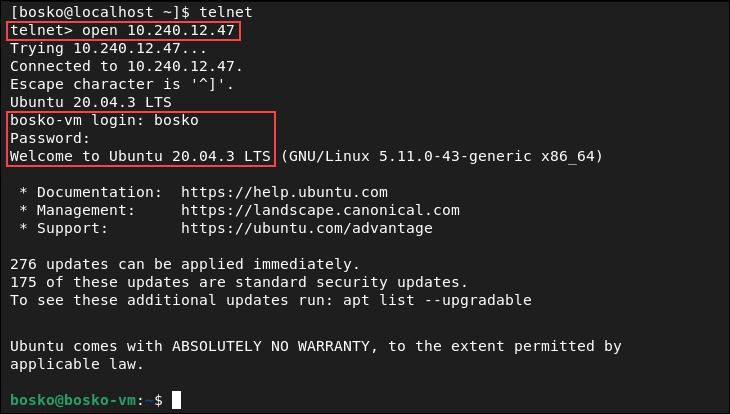 [bosko@localhost ~]$ telnet
telnet> open 10.240.12.47
Trying 10.240.12.47...
Connected to 10.240.12.47.
Escape character is '^]'.
Ubuntu 20.04.3 LTS
bosko-vm login: bosko
Password:
Welcome to Ubuntu 20.04.3 LTS (GNU/Linux 5.11.0-43-generic x86_64)
* Documentation:  https://help.ubuntu.com
* Management:     https://landscape.canonical.com
* Support:        https://ubuntu.com/advantage
276 updates can be applied immediately.
175 of these updates are standard security updates.
To see these additional updates run: apt list --upgradable
Ubuntu comes with ABSOLUTELY NO WARRANTY, to the extent permitted by
applicable law.
bosko@bosko-vm:~$